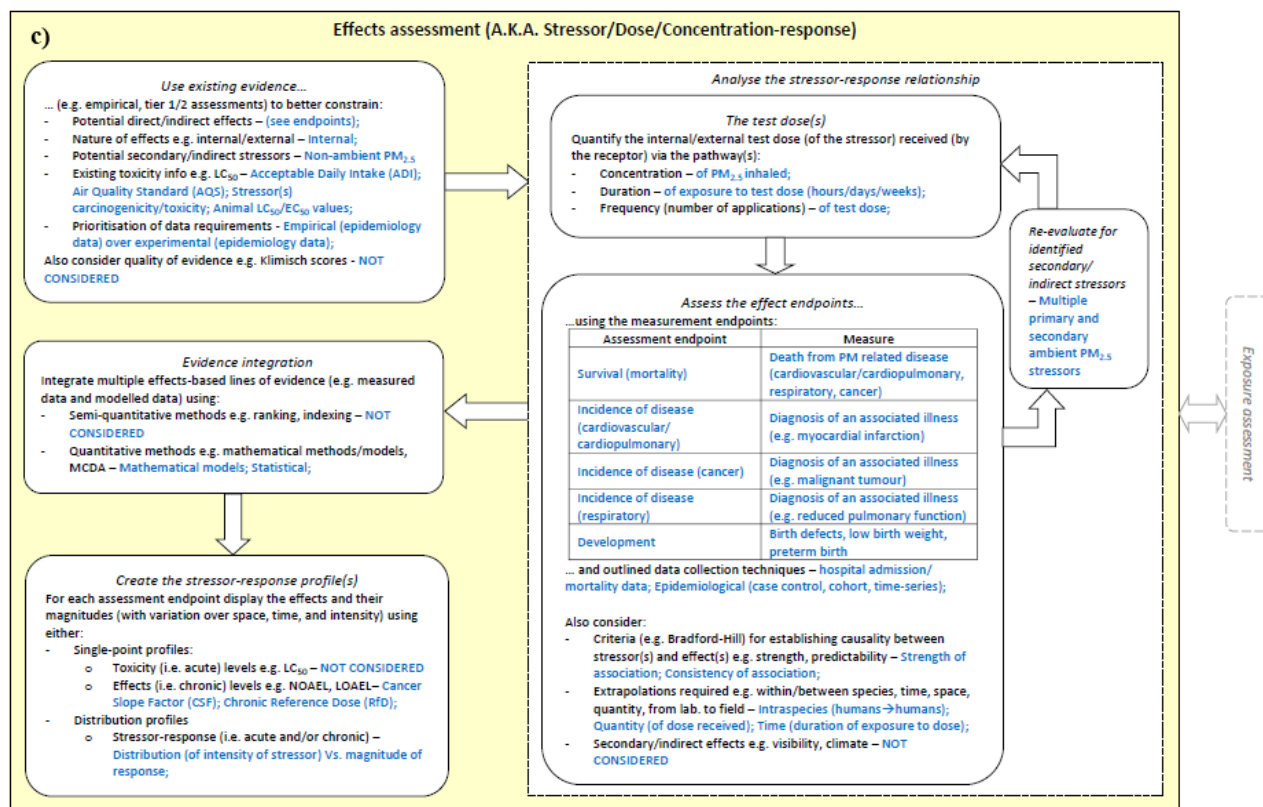 c)
Effects assessment (A.K.A. Stressor/Dose/Concentration-response)
Use existing evidence...
... (e.g. empirical, tier 1/2 assessments) to better constrain:
- Potential direct/indirect effects – (see endpoints);
- Nature of effects e.g. internal/external – Internal;
- Potential secondary/indirect stressors – Non-ambient PM2.5
- Existing toxicity info e.g. LC50 – Acceptable Daily Intake (ADI);
Air Quality Standard (AQS); Stressor(s)
carcinogenicity/toxicity; Animal LC50/EC50 values;
- Prioritisation of data requirements - Empirical (epidemiology
data) over experimental (epidemiology data);
Also consider quality of evidence e.g. Klimisch scores - NOT
CONSIDERED
Evidence integration
Integrate multiple effects-based lines of evidence (e.g. measured
data and modelled data) using:
- Semi-quantitative methods e.g. ranking, indexing – NOT
CONSIDERED
- Quantitative methods e.g. mathematical methods/models,
MCDA – Mathematical models; Statistical;
Create the stressor-response profile(s)
For each assessment endpoint display the effects and their
magnitudes (with variation over space, time, and intensity) using
either:
- Single-point profiles:
o Toxicity (i.e. acute) levels e.g. LC50 – NOT CONSIDERED
o Effects (i.e. chronic) levels e.g. NOAEL, LOAEL– Cancer
Slope Factor (CSF); Chronic Reference Dose (RfD);
- Distribution profiles
o Stressor-response (i.e. acute and/or chronic) –
Distribution (of intensity of stressor) Vs. magnitude of
response;
Analyse the stressor-response relationship
The test dose(s)
Quantify the internal/external test dose (of the stressor) received (by
the receptor) via the pathway(s):
- Concentration – of PM2.5 inhaled;
- Duration – of exposure to test dose (hours/days/weeks);
- Frequency (number of applications) – of test dose;
Assess the effect endpoints...
...using the measurement endpoints:
Assessment endpoint Measure
Survival (mortality) Death from PM related disease
(cardiovascular/cardiopulmonary,
respiratory, cancer)
Incidence of disease
(cardiovascular/
cardiopulmonary)
Diagnosis of an associated illness
(e.g. myocardial infarction)
Incidence of disease (cancer)
Diagnosis of an associated illness
(e.g. malignant tumour)
Incidence of disease
(respiratory)
Diagnosis of an associated illness
(e.g. reduced pulmonary function)
Development
Birth defects, low birth weight,
preterm birth
... and outlined data collection techniques – hospital admission/
mortality data; Epidemiological (case control, cohort, time-series);
Also consider:
- Criteria (e.g. Bradford-Hill) for establishing causality between
stressor(s) and effect(s) e.g. strength, predictability – Strength of
association; Consistency of association;
- Extrapolations required e.g. within/between species, time, space,
quantity, from lab. to field – Intraspecies (humans→humans);
Quantity (of dose received); Time (duration of exposure to dose);
- Secondary/indirect effects e.g. visibility, climate – NOT
CONSIDERED
Re-evaluate for
identified
secondary/
indirect stressors
– Multiple
primary and
secondary
ambient PM2.5
stressors
Exposure assessment